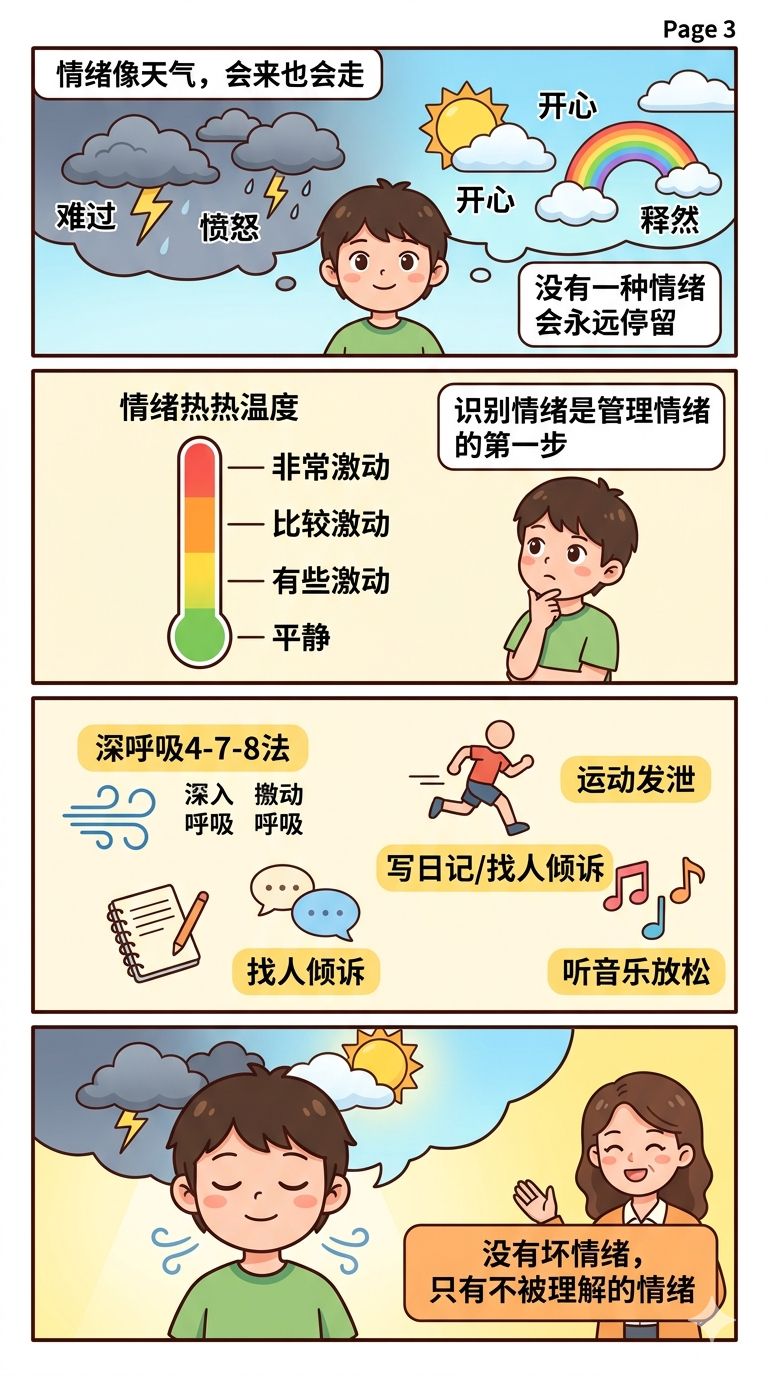 Page 3
情绪像天气，会来也会走
难过
愤怒
开心
开心
释然
没有一种情绪
会永远停留
情绪热热温度
非常激动
比较激动
有些激动
平静
识别情绪是管理情绪
的第一步
深呼吸4-7-8法
深入
呼吸
呼吸
运动发泄
写日记/找人倾诉
找人倾诉
听音乐放松
没有坏情绪，
只有不被理解的情绪